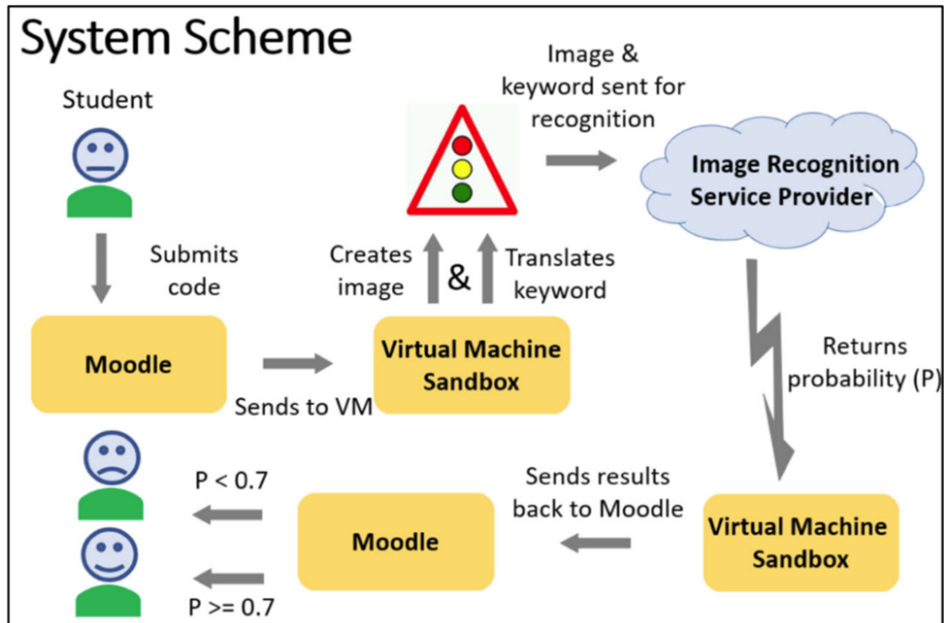 System Scheme
Student
Image &
keyword sent for
recognition
Image Recognition
Service Provider
Submits
code
Creates
image
&
Translates
keyword
Moodle
Sends to VM
Virtual Machine
Sandbox
Returns
probability (P)
P < 0.7
P >= 0.7
Moodle
Sends results
back to Moodle
Virtual Machine
Sandbox